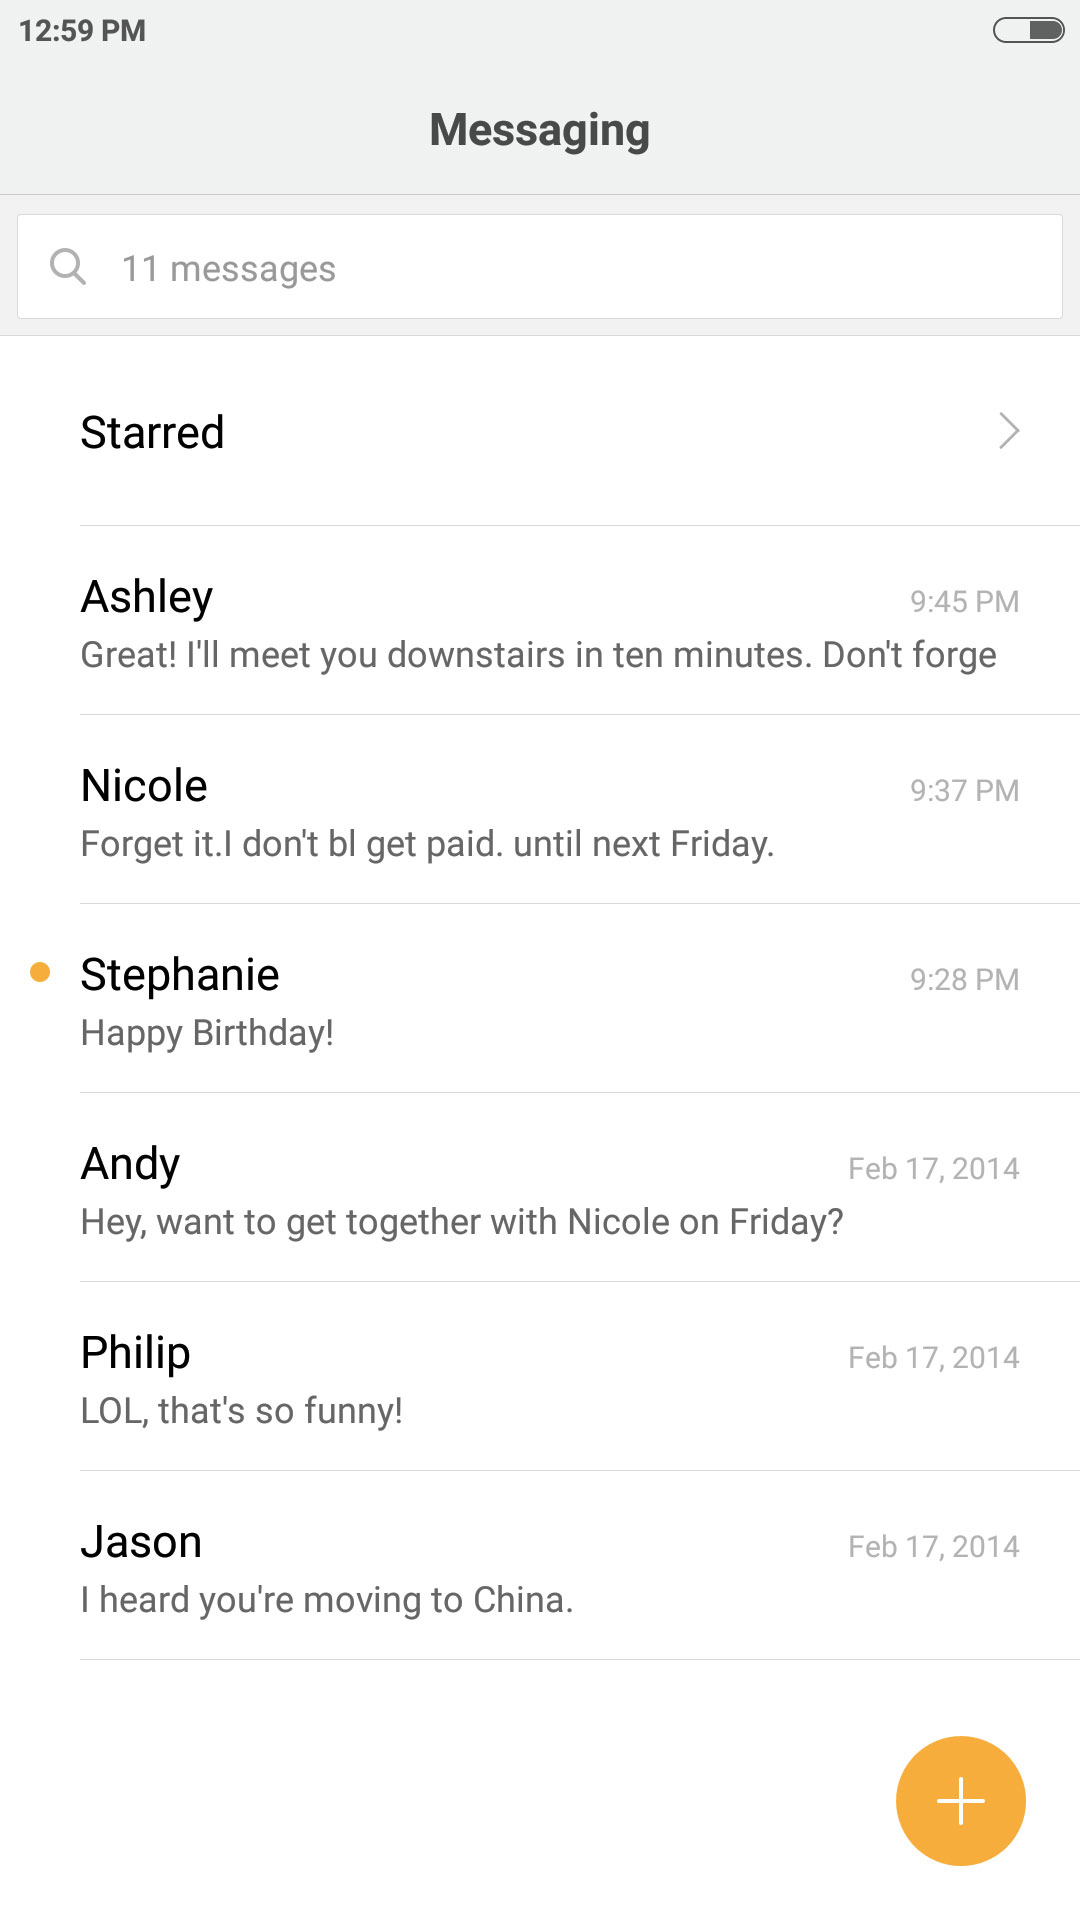 12:59 PM
Messaging
11 messages
Starred
Ashley
9:45 PM
Great! I'll meet you downstairs in ten minutes. Don't forge
Nicole
9:37 PM
Forget it.I don't bl get paid. until next Friday.
Stephanie
9:28 PM
Happy Birthday!
Andy
Feb 17, 2014
Hey, want to get together with Nicole on Friday?
Philip
Feb 17, 2014
LOL, that's so funny!
Jason
Feb 17, 2014
I heard you're moving to China.